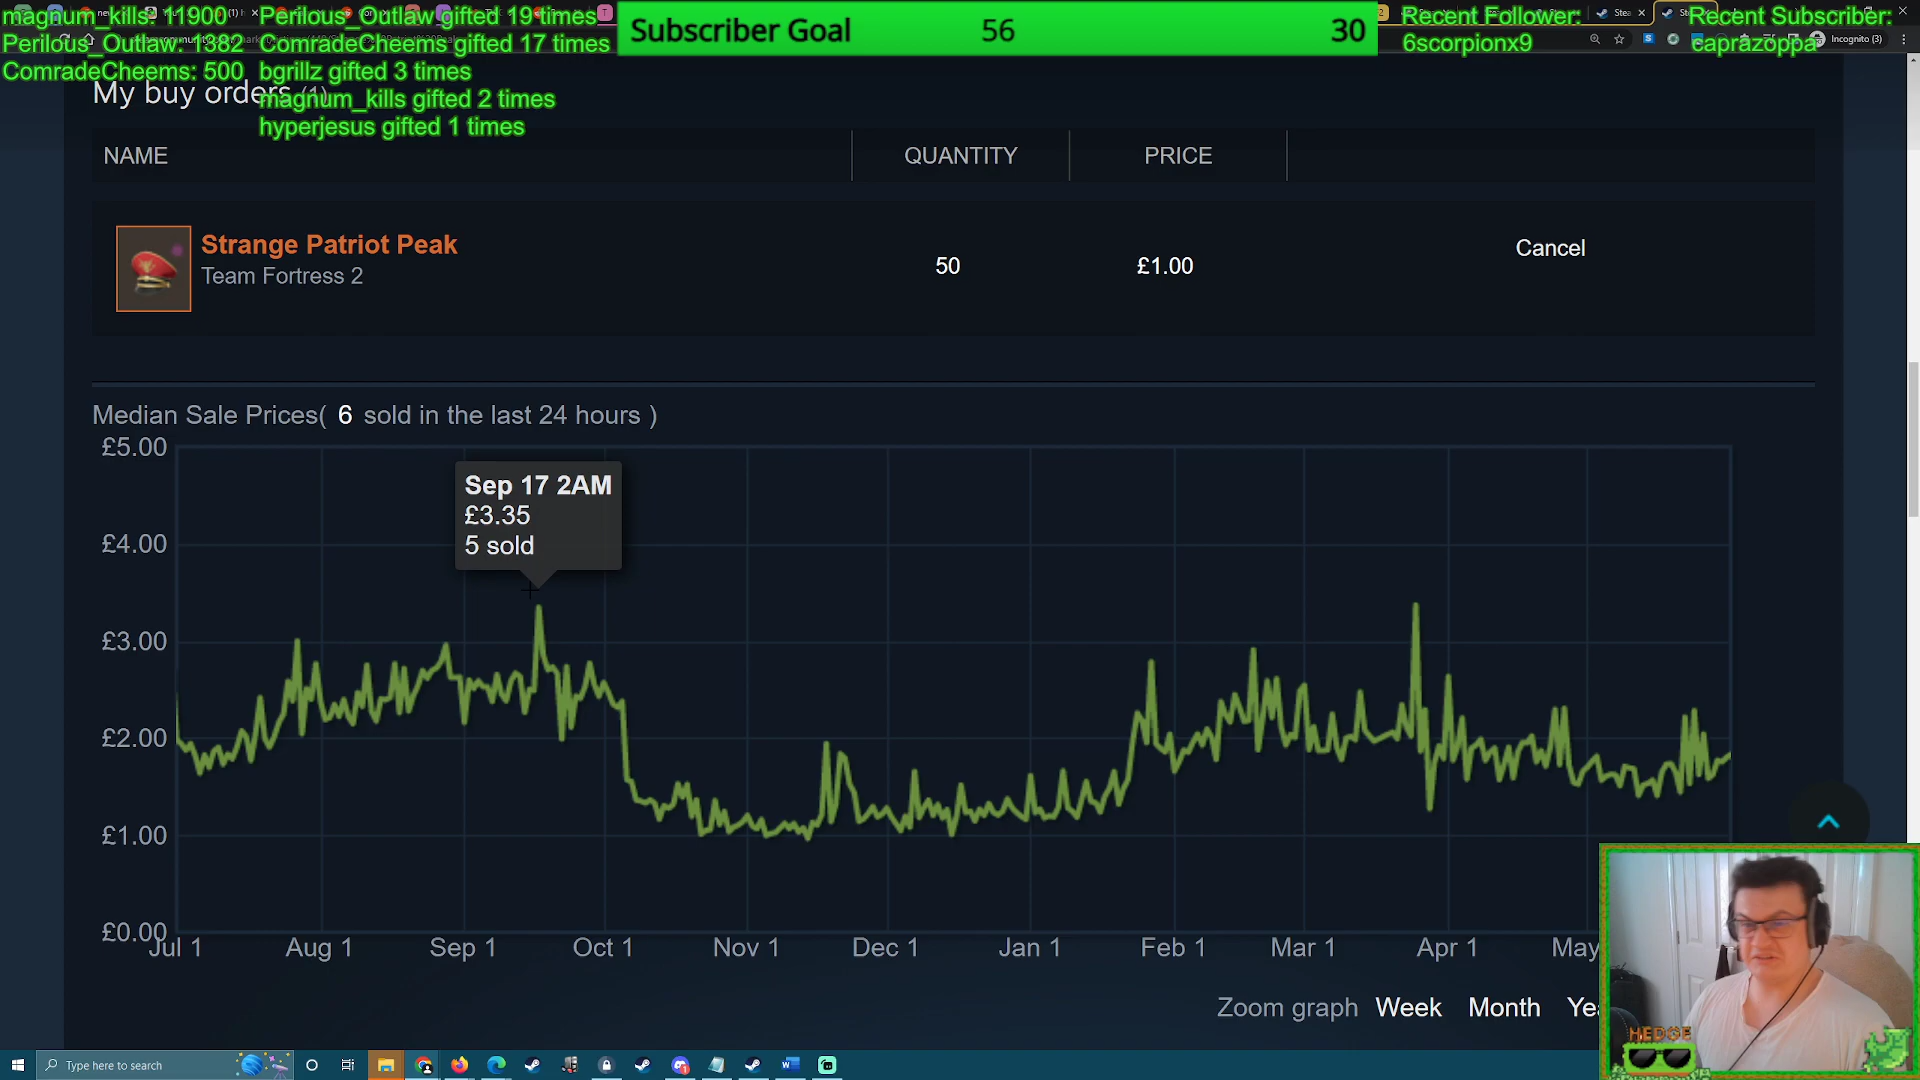 magnum_kills: 11900
Perilous_Outlaw: 1382
ComradeCheems: 500
Perilous_Outlaw gifted 19 times
ComradeCheems gifted 17 times
bgrillz gifted 3 times
magnum_kills gifted 2 times
hyperjesus gifted 1 times
Subscriber Goal 56 30
Recent Follower:
6scorpionx9
Recent Subscriber:
caprazoppa
Incognito (3)
My buy orders (1)
NAME QUANTITY PRICE
Strange Patriot Peak
Team Fortress 2
50 £1.00 Cancel
Median Sale Prices( 6 sold in the last 24 hours )
£5.00
£4.00
£3.00
£2.00
£1.00
£0.00
Sep 17 2AM
£3.35
5 sold
Jul 1 Aug 1 Sep 1 Oct 1 Nov 1 Dec 1 Jan 1 Feb 1 Mar 1 Apr 1 May
Zoom graph Week Month Yea
HEDGE
Type here to search